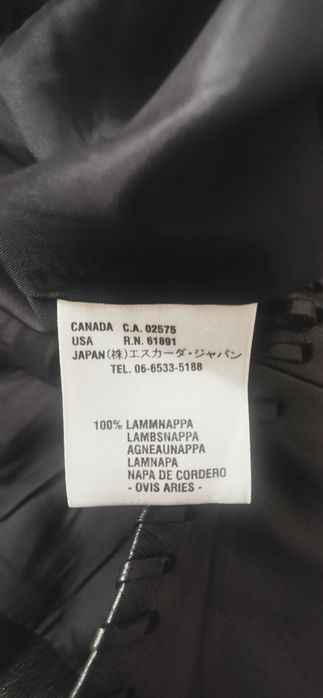 CANADA C.A. 02575
USA R.N. 61891
JAPAN (株)エスカーダ・ジャパン
TEL. 06-6533-5188
100% LAMMNAPPA
LAMBSNAPPA
AGNEAUNAPPA
LAMNAPA
NAPA DE CORDERO
- OVIS ARIES -